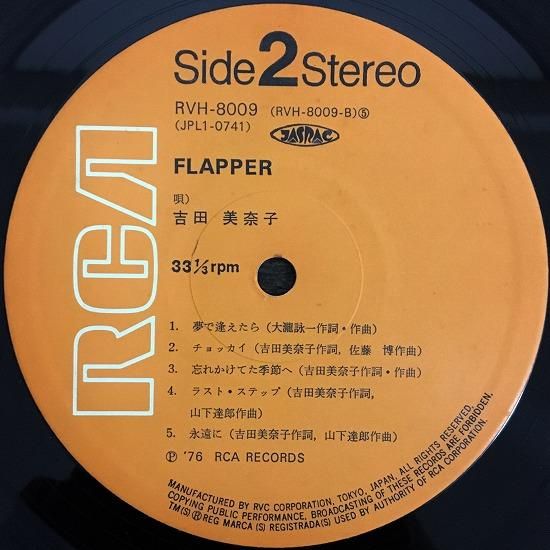 Side 2 Stereo
RVH-8009 (RVH-8009-B)⑤
(JPL1-0741)
JASRAC
FLAPPER
唄)
吉田 美奈子
33 1/3 rpm
RCA
1. 夢で逢えたら (大瀧詠一作詞・作曲)
2. チョッカイ (吉田美奈子作詞, 佐藤 博作曲)
3. 忘れかけてた季節へ (吉田美奈子作詞・作曲)
4. ラスト・ステップ (吉田美奈子作詞,
山下達郎作曲)
5. 永遠に (吉田美奈子作詞, 山下達郎作曲)
Ⓟ '76 RCA RECORDS
MANUFACTURED BY RVC CORPORATION, TOKYO, JAPAN, ALL RIGHTS RESERVED,
COPYING PUBLIC PERFORMANCE, BROADCASTING OF THESE RECORDS ARE FORBIDDEN.
TM(S)Ⓡ REG MARCA(S) REGISTRADA(S) USED BY AUTHORITY OF RCA CORPORATION.